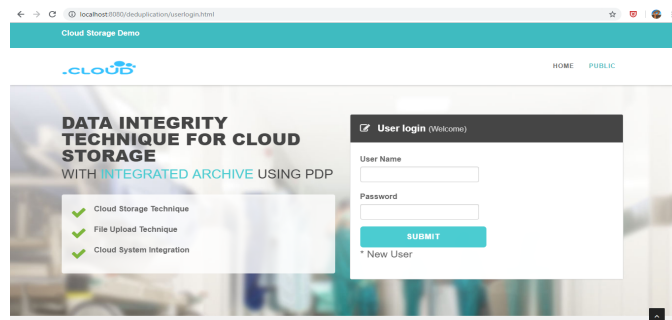 localhost:8080/deduplication/userlogin.html
Cloud Storage Demo
.CLOUD
HOME PUBLIC
DATA INTEGRITY
TECHNIQUE FOR CLOUD
STORAGE
WITH INTEGRATED ARCHIVE USING PDP
Cloud Storage Technique
File Upload Technique
Cloud System Integration
User login (Welcome)
User Name
Password
SUBMIT
* New User